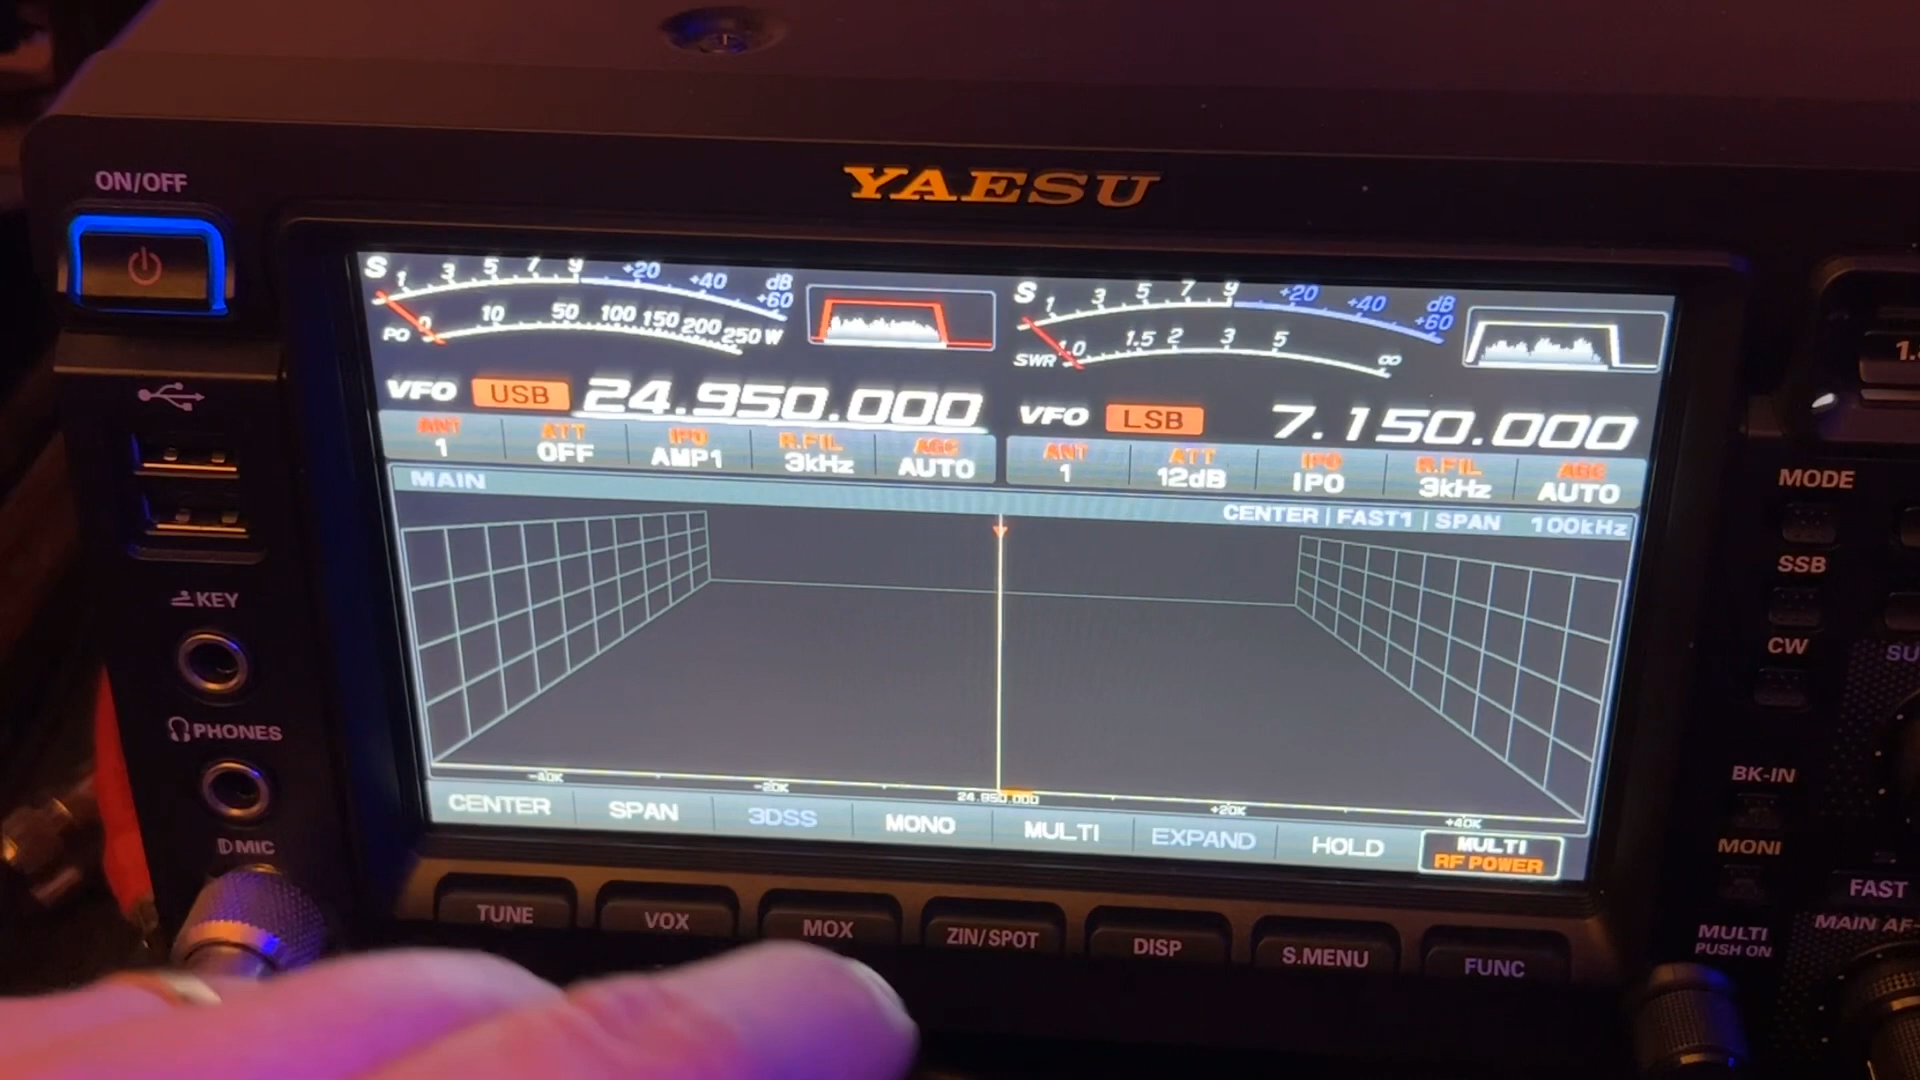 YAESU
ON/OFF
S 1 3 5 7 9 +20 +40 +60 dB
PO 0 10 50 100 150 200 250 W
S 1 3 5 7 9 +20 +40 +60 dB
SWR 1.0 1.5 2 3 5 ∞
VFO USB 24.950.000
VFO LSB 7.150.000
ANT ATT IPO R.FIL AGC
1 OFF AMP1 3kHz AUTO
ANT ATT IPO R.FIL AGC
1 12dB IPO 3kHz AUTO
MAIN
CENTER | FAST1 | SPAN 100kHz
-40K -20K 24.950.000 +20K +40K
CENTER SPAN 3DSS MONO MULTI EXPAND HOLD MULTI
RF POWER
TUNE VOX MOX ZIN/SPOT DISP S.MENU FUNC
KEY
PHONES
MIC
MODE
SSB
CW
BK-IN
MONI
FAST
MULTI
PUSH ON
MAIN AF